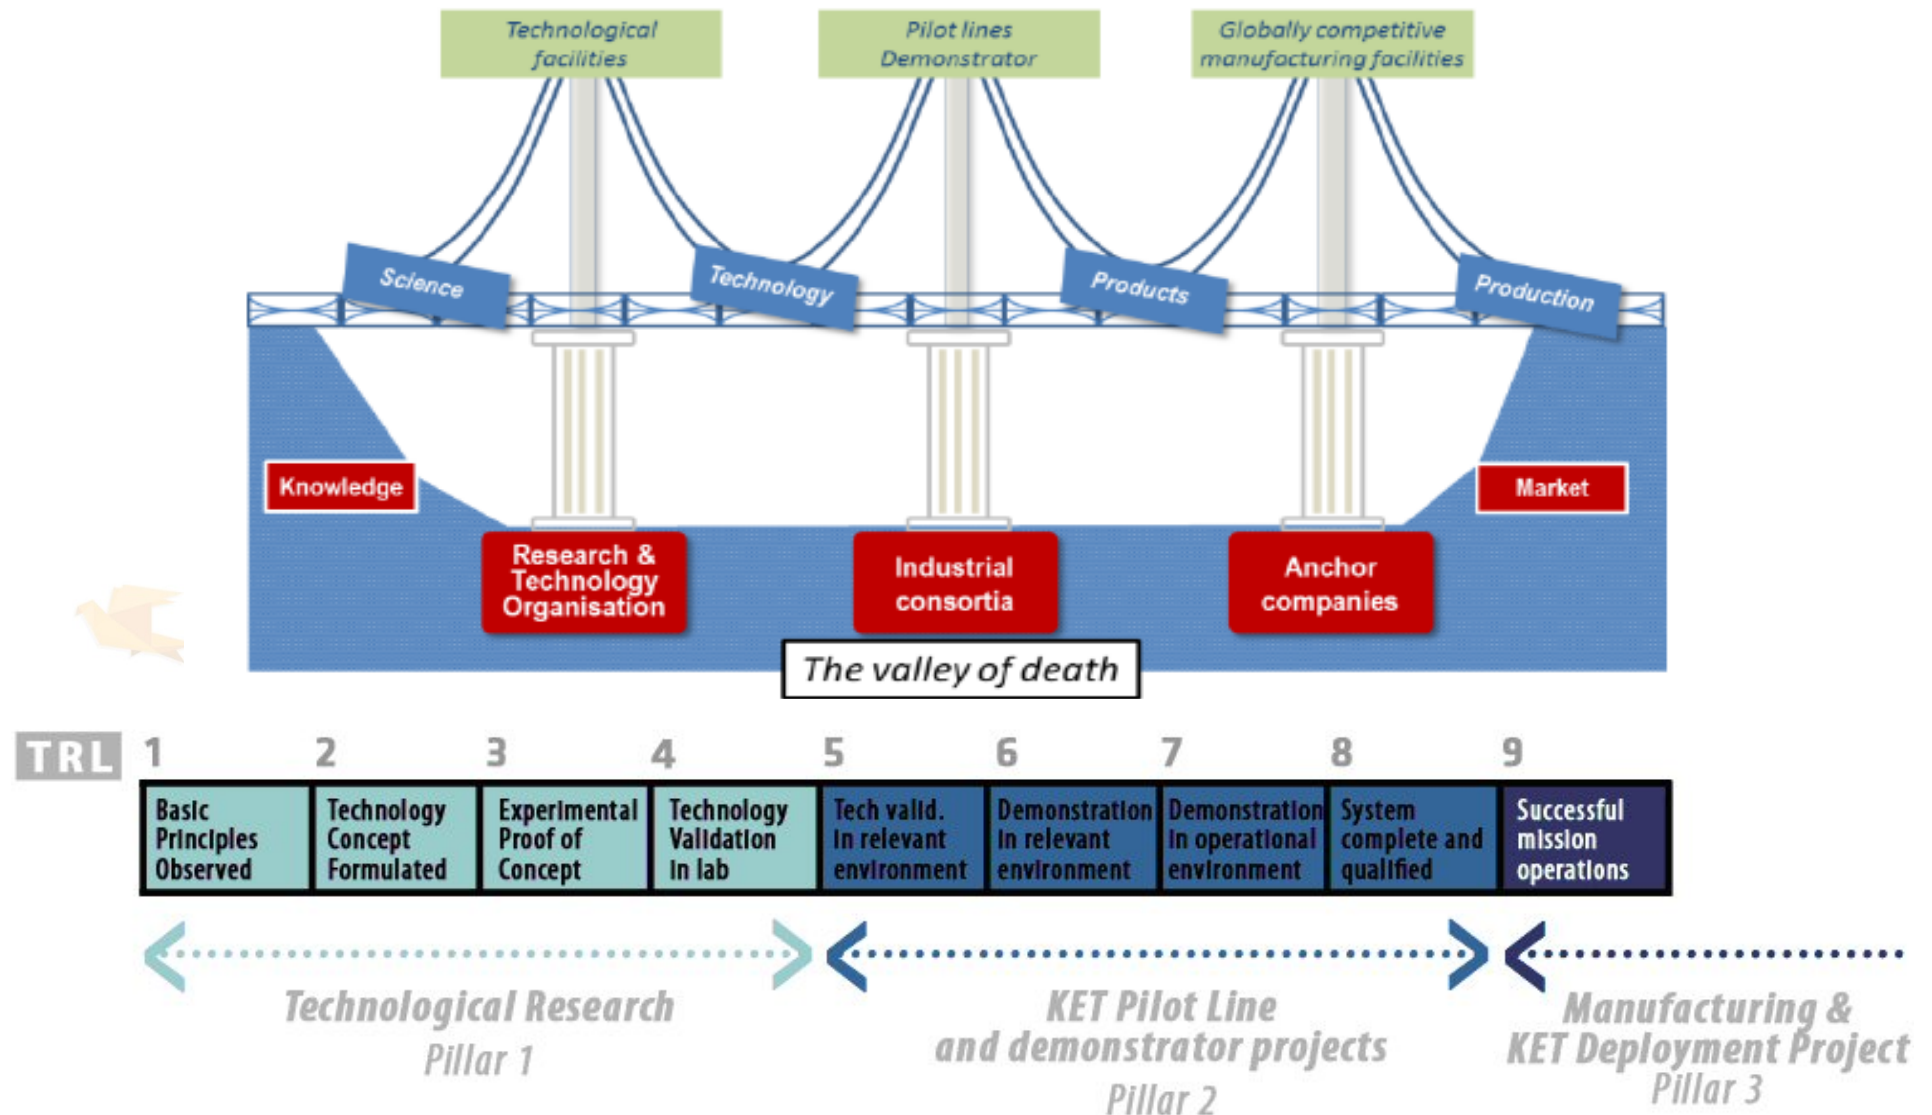 Technological
facilities
Pilot lines
Demonstrator
Globally competitive
manufacturing facilities
Science
Technology
Products
Production
Knowledge
Market
Research &
Technology
Organisation
Industrial
consortia
Anchor
companies
The valley of death
TRL 1 2 3 4 5 6 7 8 9
Basic
Principles
Observed
Technology
Concept
Formulated
Experimental
Proof of
Concept
Technology
Validation
In lab
Tech valid.
in relevant
environment
Demonstration
in relevant
environment
Demonstration
in operational
environment
System
complete and
qualified
Successful
mission
operations
Technological Research
Pillar 1
KET Pilot Line
and demonstrator projects
Pillar 2
Manufacturing &
KET Deployment Project
Pillar 3